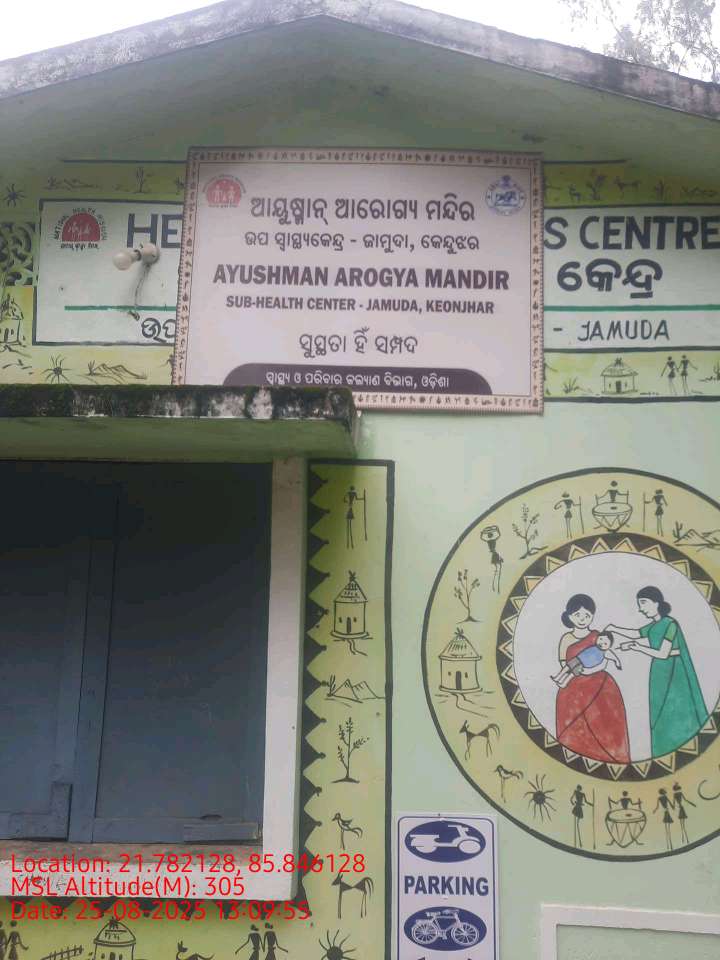 NATIONAL HEALTH MISSION
HE
ଉପ
ଆୟୁଷ୍ମାନ୍ ଆରୋଗ୍ୟ ମନ୍ଦିର
ଉପ ସ୍ୱାସ୍ଥ୍ୟକେନ୍ଦ୍ର - ଜାମୁଦା, କେନ୍ଦୁଝର
AYUSHMAN AROGYA MANDIR
SUB-HEALTH CENTER - JAMUDA, KEONJHAR
ସୁସ୍ଥତା ହିଁ ସମ୍ପଦ
ସ୍ୱାସ୍ଥ୍ୟ ଓ ପରିବାର କଲ୍ୟାଣ ବିଭାଗ, ଓଡ଼ିଶା
S CENTRE
କେନ୍ଦ୍ର
- JAMUDA
PARKING
Location: 21.782128, 85.846128
MSL Altitude(M): 305
Date: 25-08-2025 13:09:55